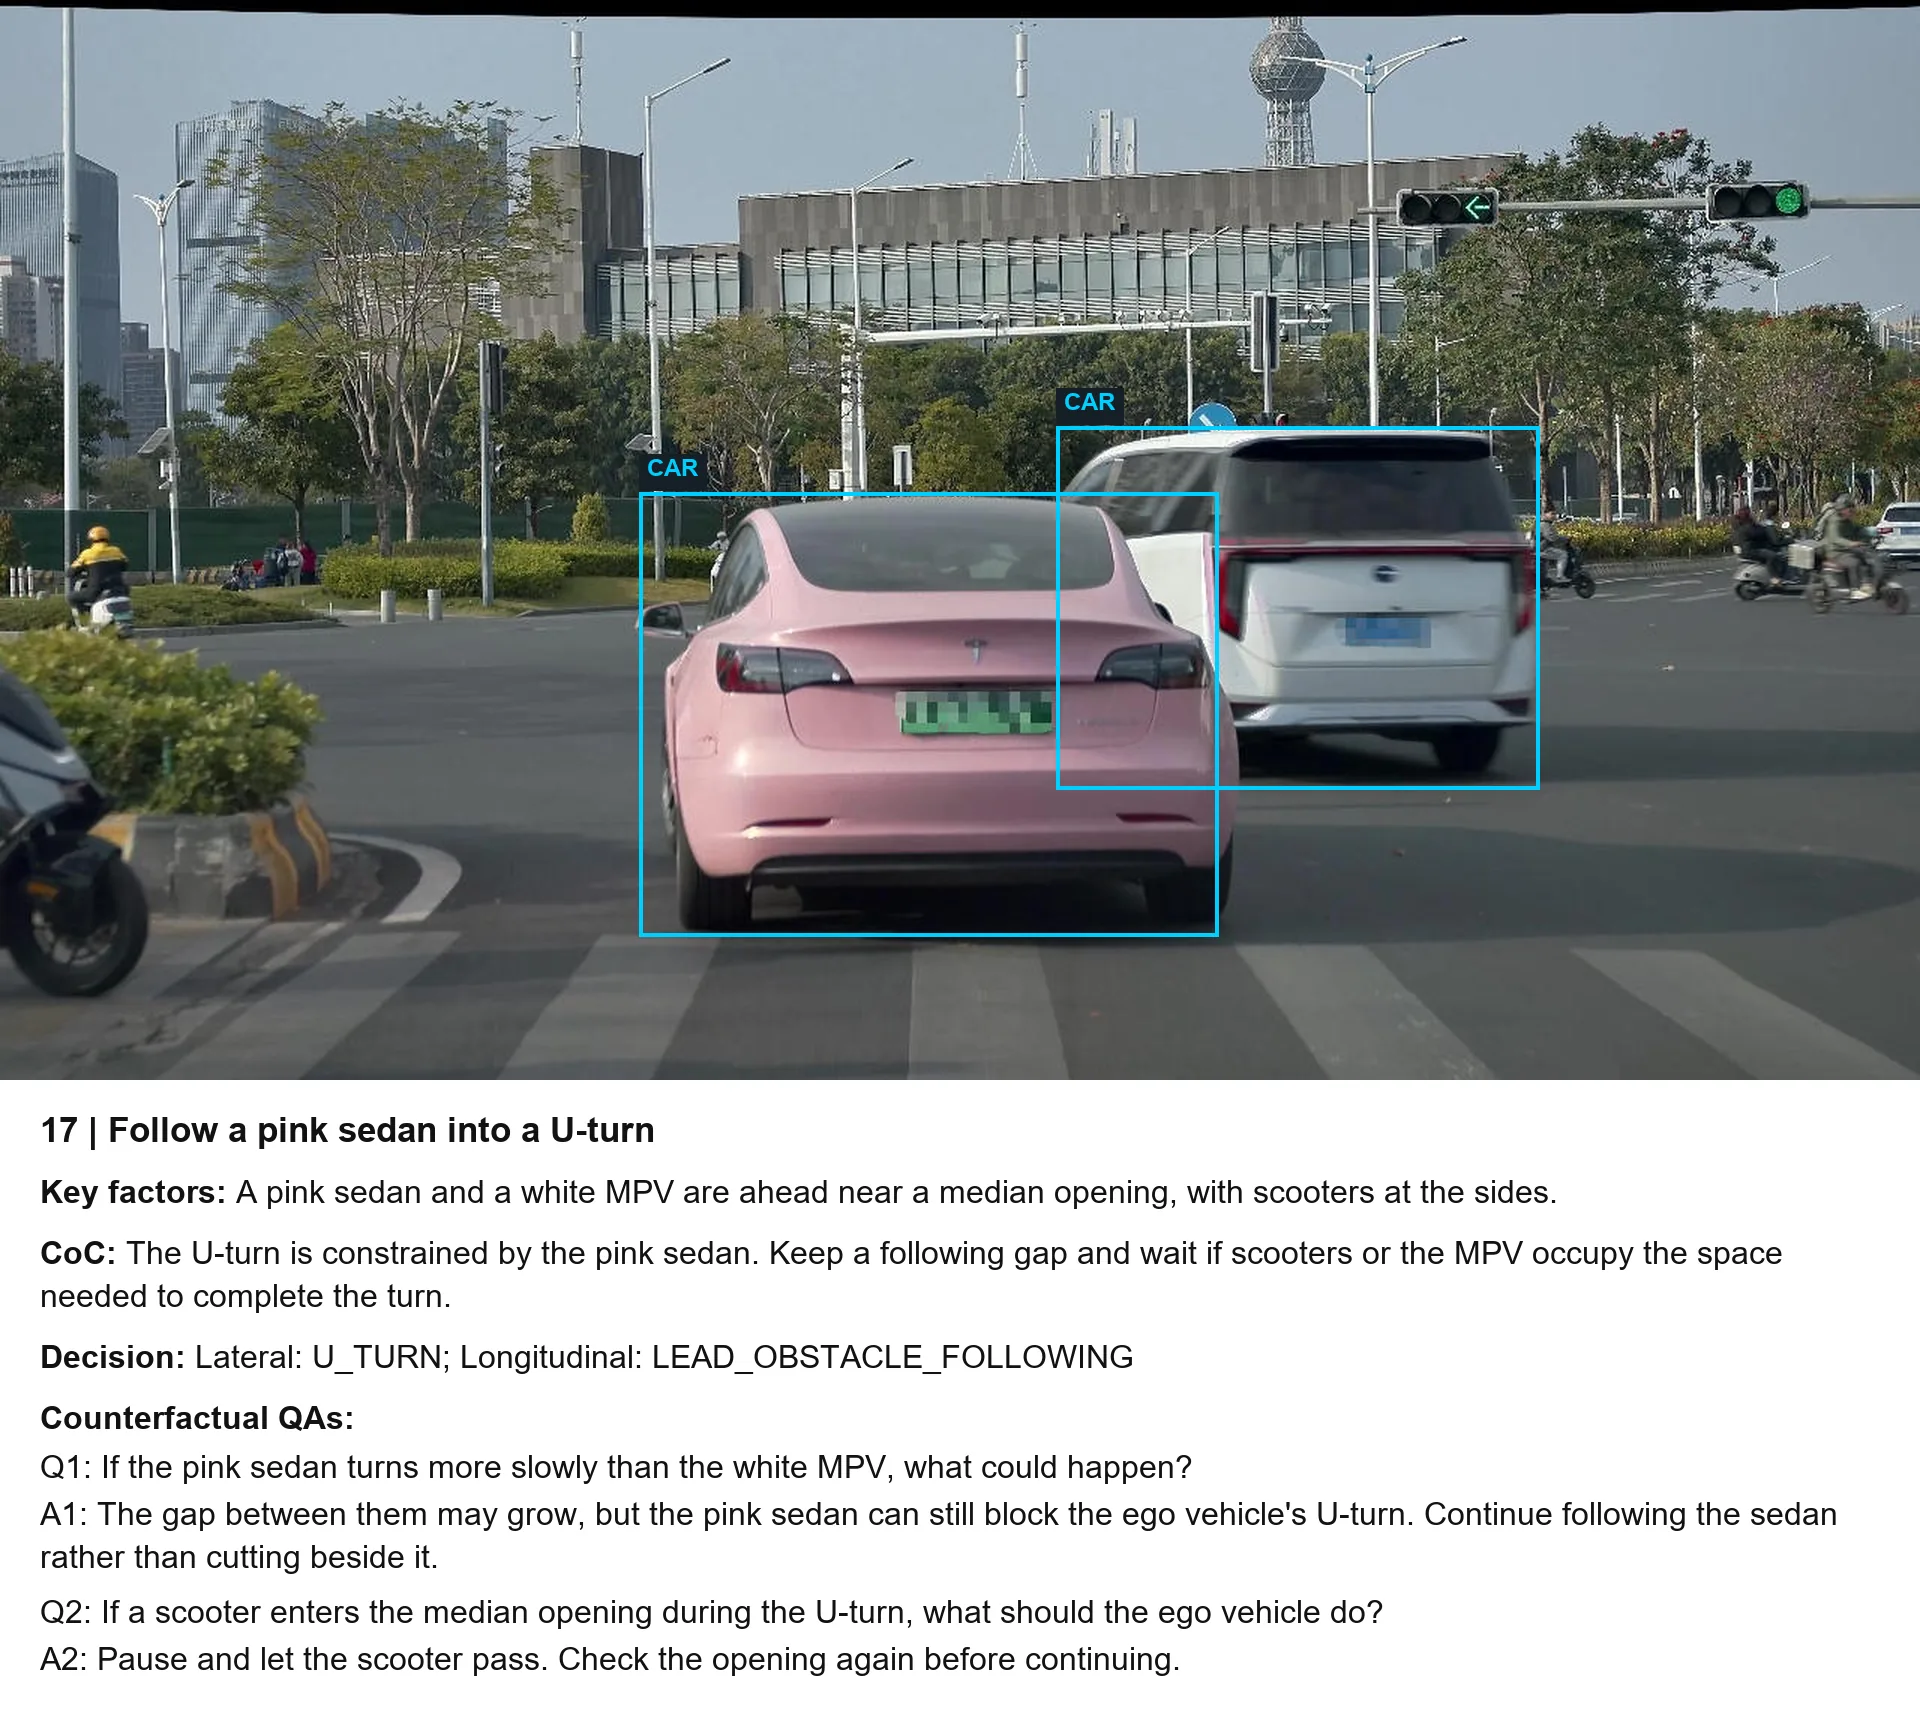 CAR
CAR
17 | Follow a pink sedan into a U-turn
Key factors: A pink sedan and a white MPV are ahead near a median opening, with scooters at the sides.
CoC: The U-turn is constrained by the pink sedan. Keep a following gap and wait if scooters or the MPV occupy the space
needed to complete the turn.
Decision: Lateral: U_TURN; Longitudinal: LEAD_OBSTACLE_FOLLOWING
Counterfactual QAs:
Q1: If the pink sedan turns more slowly than the white MPV, what could happen?
A1: The gap between them may grow, but the pink sedan can still block the ego vehicle's U-turn. Continue following the sedan
rather than cutting beside it.
Q2: If a scooter enters the median opening during the U-turn, what should the ego vehicle do?
A2: Pause and let the scooter pass. Check the opening again before continuing.